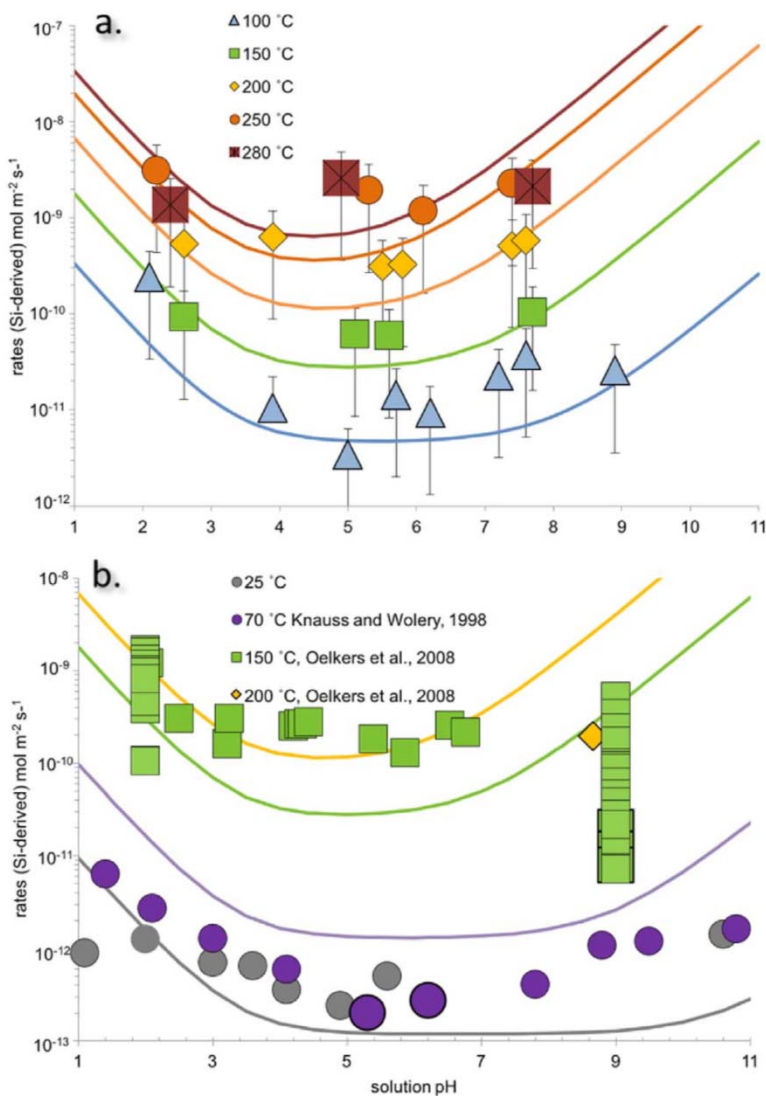 a.
100 ˚C
150 ˚C
200 ˚C
250 ˚C
280 ˚C
10-7
10-8
10-9
10-10
10-11
10-12
rates (Si-derived) mol m-2 s-1
1 2 3 4 5 6 7 8 9 10 11
b.
25 ˚C
70 ˚C Knauss and Wolery, 1998
150 ˚C, Oelkers et al., 2008
200 ˚C, Oelkers et al., 2008
10-8
10-9
10-10
10-11
10-12
10-13
rates (Si-derived) mol m-2 s-1
1 3 5 7 9 11
solution pH